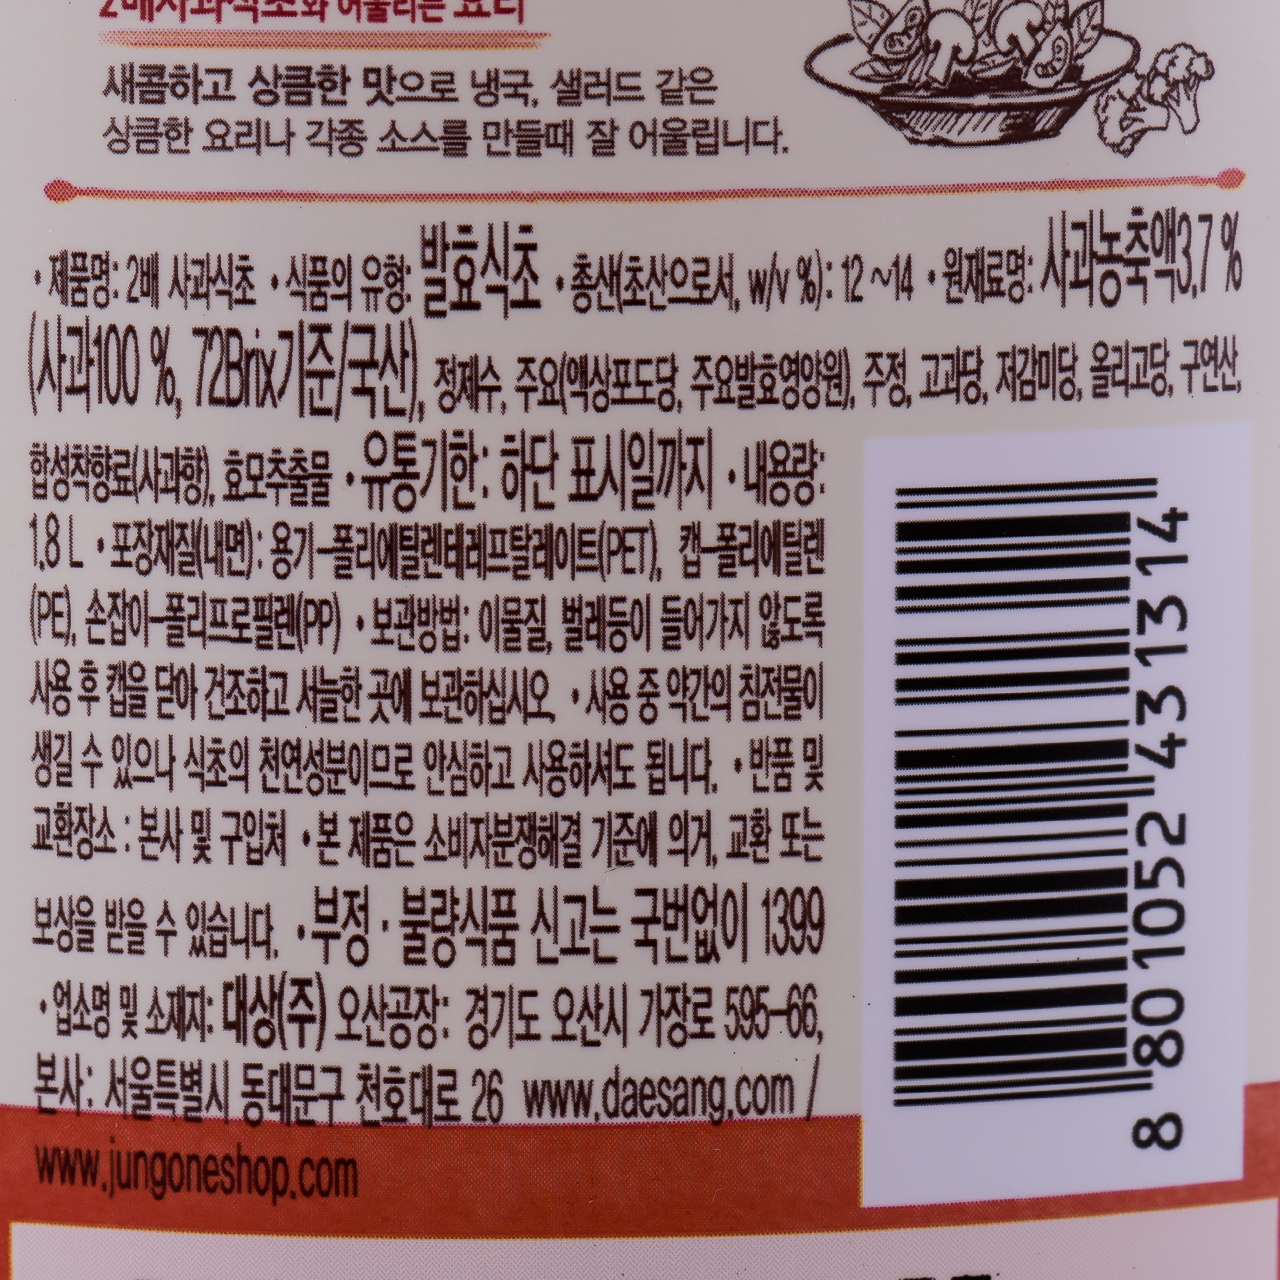 2배사과식초와 어울리는 요리
새콤하고 상큼한 맛으로 냉국, 샐러드 같은
상큼한 요리나 각종 소스를 만들때 잘 어울립니다.
• 제품명: 2배 사과식초 • 식품의 유형: 발효식초 • 총산(초산으로서, w/v %): 12 ~14 • 원재료명: 사과농축액3.7 %
(사과100 %, 72Brix기준/국산), 정제수, 주요(액상포도당, 주요발효영양원), 주정, 고과당, 저감미당, 올리고당, 구연산,
합성착향료(사과향), 효모추출물 • 유통기한: 하단 표시일까지 • 내용량:
1.8 L • 포장재질(내면): 용기-폴리에틸렌테레프탈레이트(PET), 캡-폴리에틸렌
(PE), 손잡이-폴리프로필렌(PP) • 보관방법: 이물질, 벌레등이 들어가지 않도록
사용 후 캡을 닫아 건조하고 서늘한 곳에 보관하십시오. • 사용 중 약간의 침전물이
생길 수 있으나 식초의 천연성분이므로 안심하고 사용하셔도 됩니다. • 반품 및
교환장소 : 본사 및 구입처 • 본 제품은 소비자분쟁해결 기준에 의거, 교환 또는
보상을 받을 수 있습니다. • 부정 · 불량식품 신고는 국번없이 1399
• 업소명 및 소재지: 대상(주) 오산공장: 경기도 오산시 가장로 595-66,
본사: 서울특별시 동대문구 천호대로 26 www.daesang.com /
www.jungoneshop.com
8 801052 431314